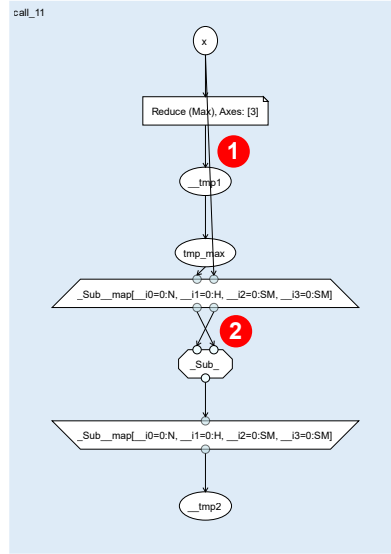 call_11
x
Reduce (Max), Axes: [3]
1
__tmp1
tmp_max
_Sub__map[__i0=0:N, __i1=0:H, __i2=0:SM, __i3=0:SM]
2
_Sub_
_Sub__map[__i0=0:N, __i1=0:H, __i2=0:SM, __i3=0:SM]
__tmp2